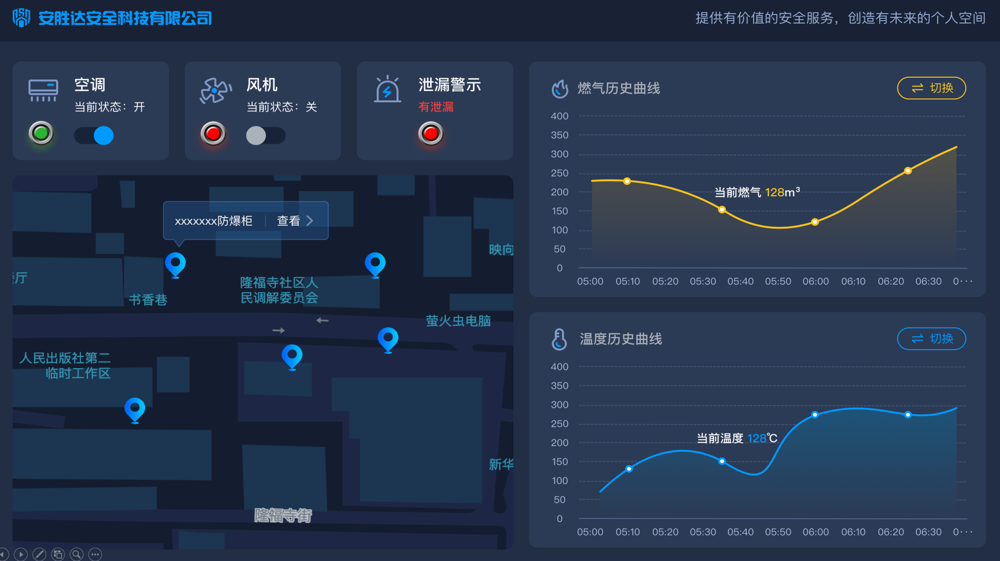 安胜达安全科技有限公司
提供有价值的安全服务，创造有未来的个人空间
空调
当前状态：开
风机
当前状态：关
泄漏警示
有泄漏
xxxxxxx防爆柜
查看
映向
厅
书香巷
隆福寺社区人
民调解委员会
萤火虫电脑
人民出版社第二
临时工作区
新华
隆福寺街
燃气历史曲线
切换
400
350
300
250
200
150
100
50
0
当前燃气 128m³
05:00 05:10 05:20 05:30 05:40 05:50 06:00 06:10 06:20 06:30 0···
温度历史曲线
切换
400
350
300
250
200
150
100
50
0
当前温度 128℃
05:00 05:10 05:20 05:30 05:40 05:50 06:00 06:10 06:20 06:30 0···